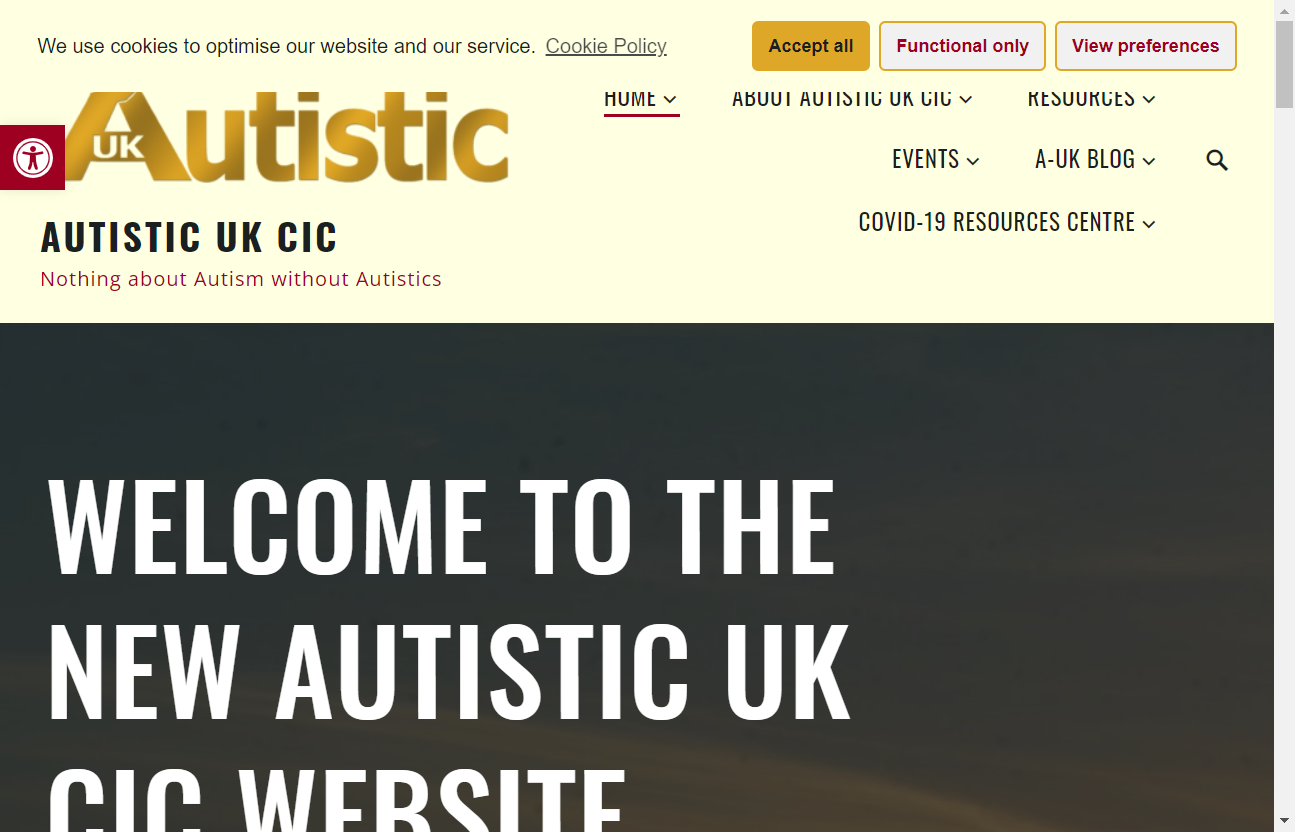 We use cookies to optimise our website and our service. Cookie Policy
Accept all
Functional only
View preferences
UK
Autistic
HOME
ABOUT AUTISTIC UK CIC
RESOURCES
EVENTS
A-UK BLOG
COVID-19 RESOURCES CENTRE
AUTISTIC UK CIC
Nothing about Autism without Autistics
WELCOME TO THE
NEW AUTISTIC UK
CIC WEBSITE